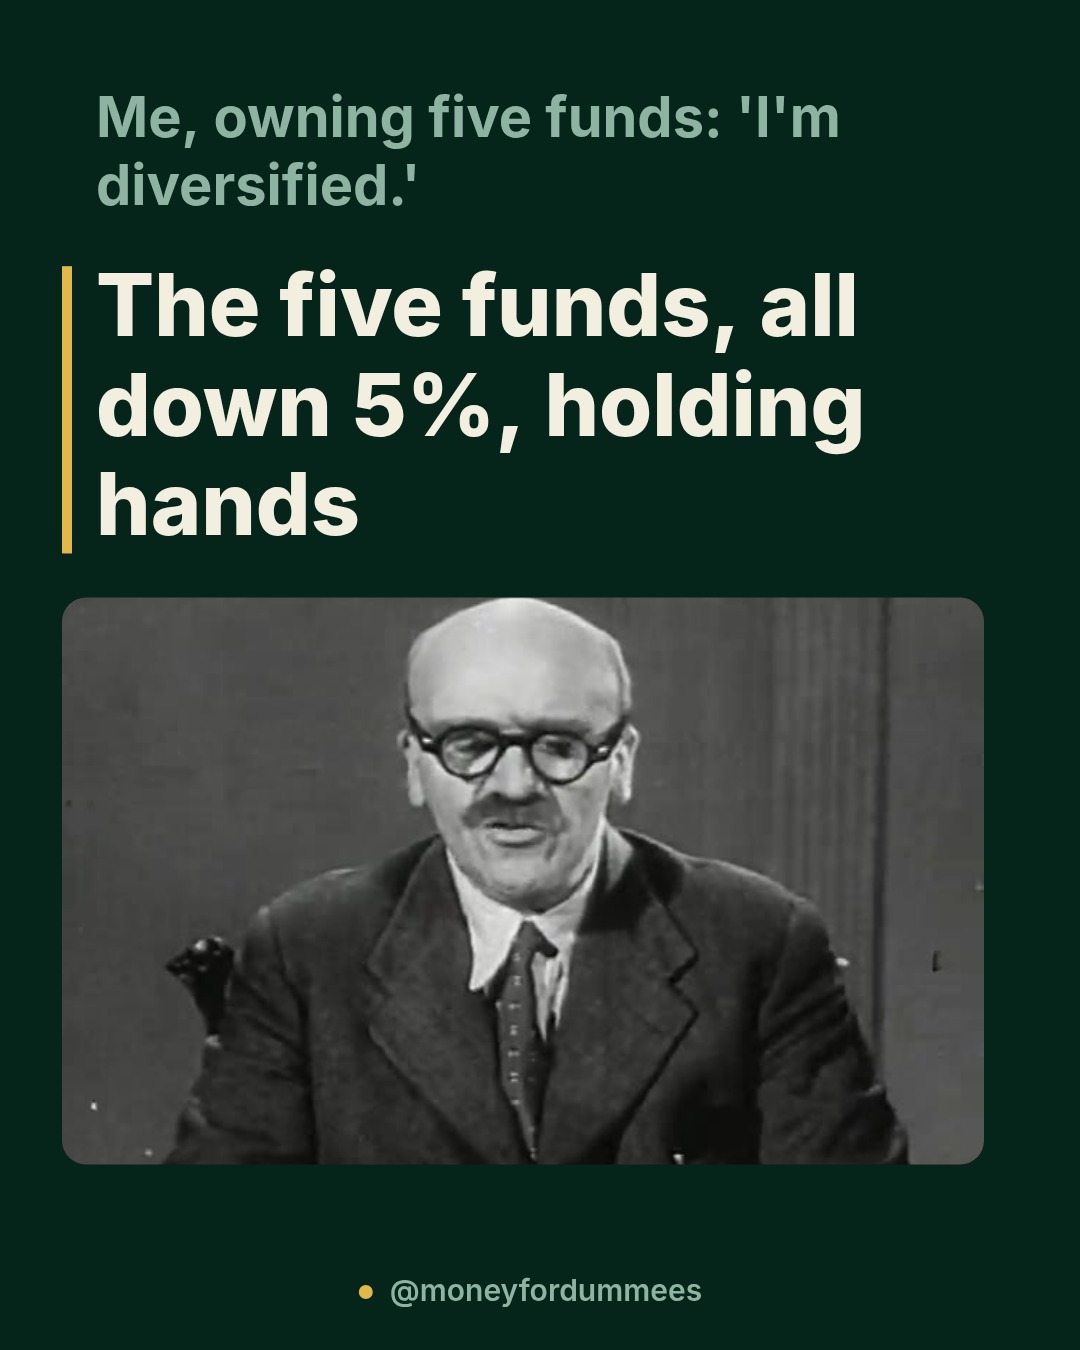 Me, owning five funds: 'I'm
diversified.'
The five funds, all
down 5%, holding
hands
@moneyfordummees